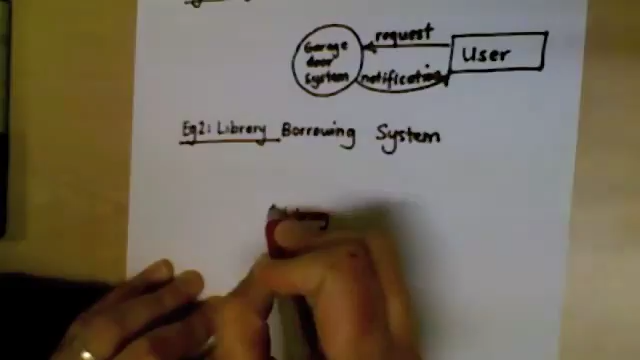 request
Garage
door
system
User
notification
Eg2: Library Borrowing System